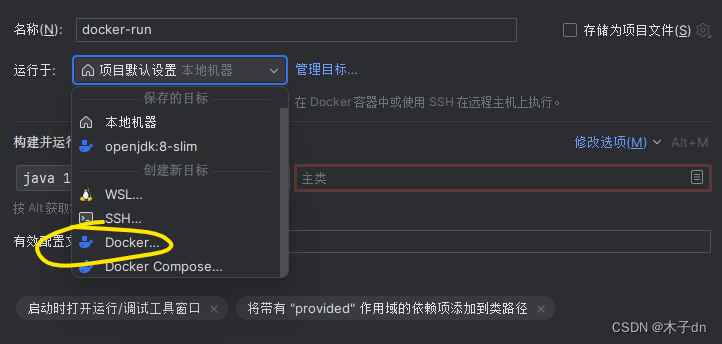 名称(N): docker-run 存储为项目文件(S)
运行于: 项目默认设置 本地机器 管理目标...
保存的目标
在 Docker 容器中或使用 SSH 在远程主机上执行。
本地机器
构建并运行 修改选项(M) Alt+M
openjdk:8-slim
创建新目标
java 1 主类
WSL...
按 Alt 获取
SSH...
有效配置文
Docker...
Docker Compose...
启动时打开运行/调试工具窗口 × 将带有 "provided" 作用域的依赖项添加到类路径 ×
CSDN @木子dn